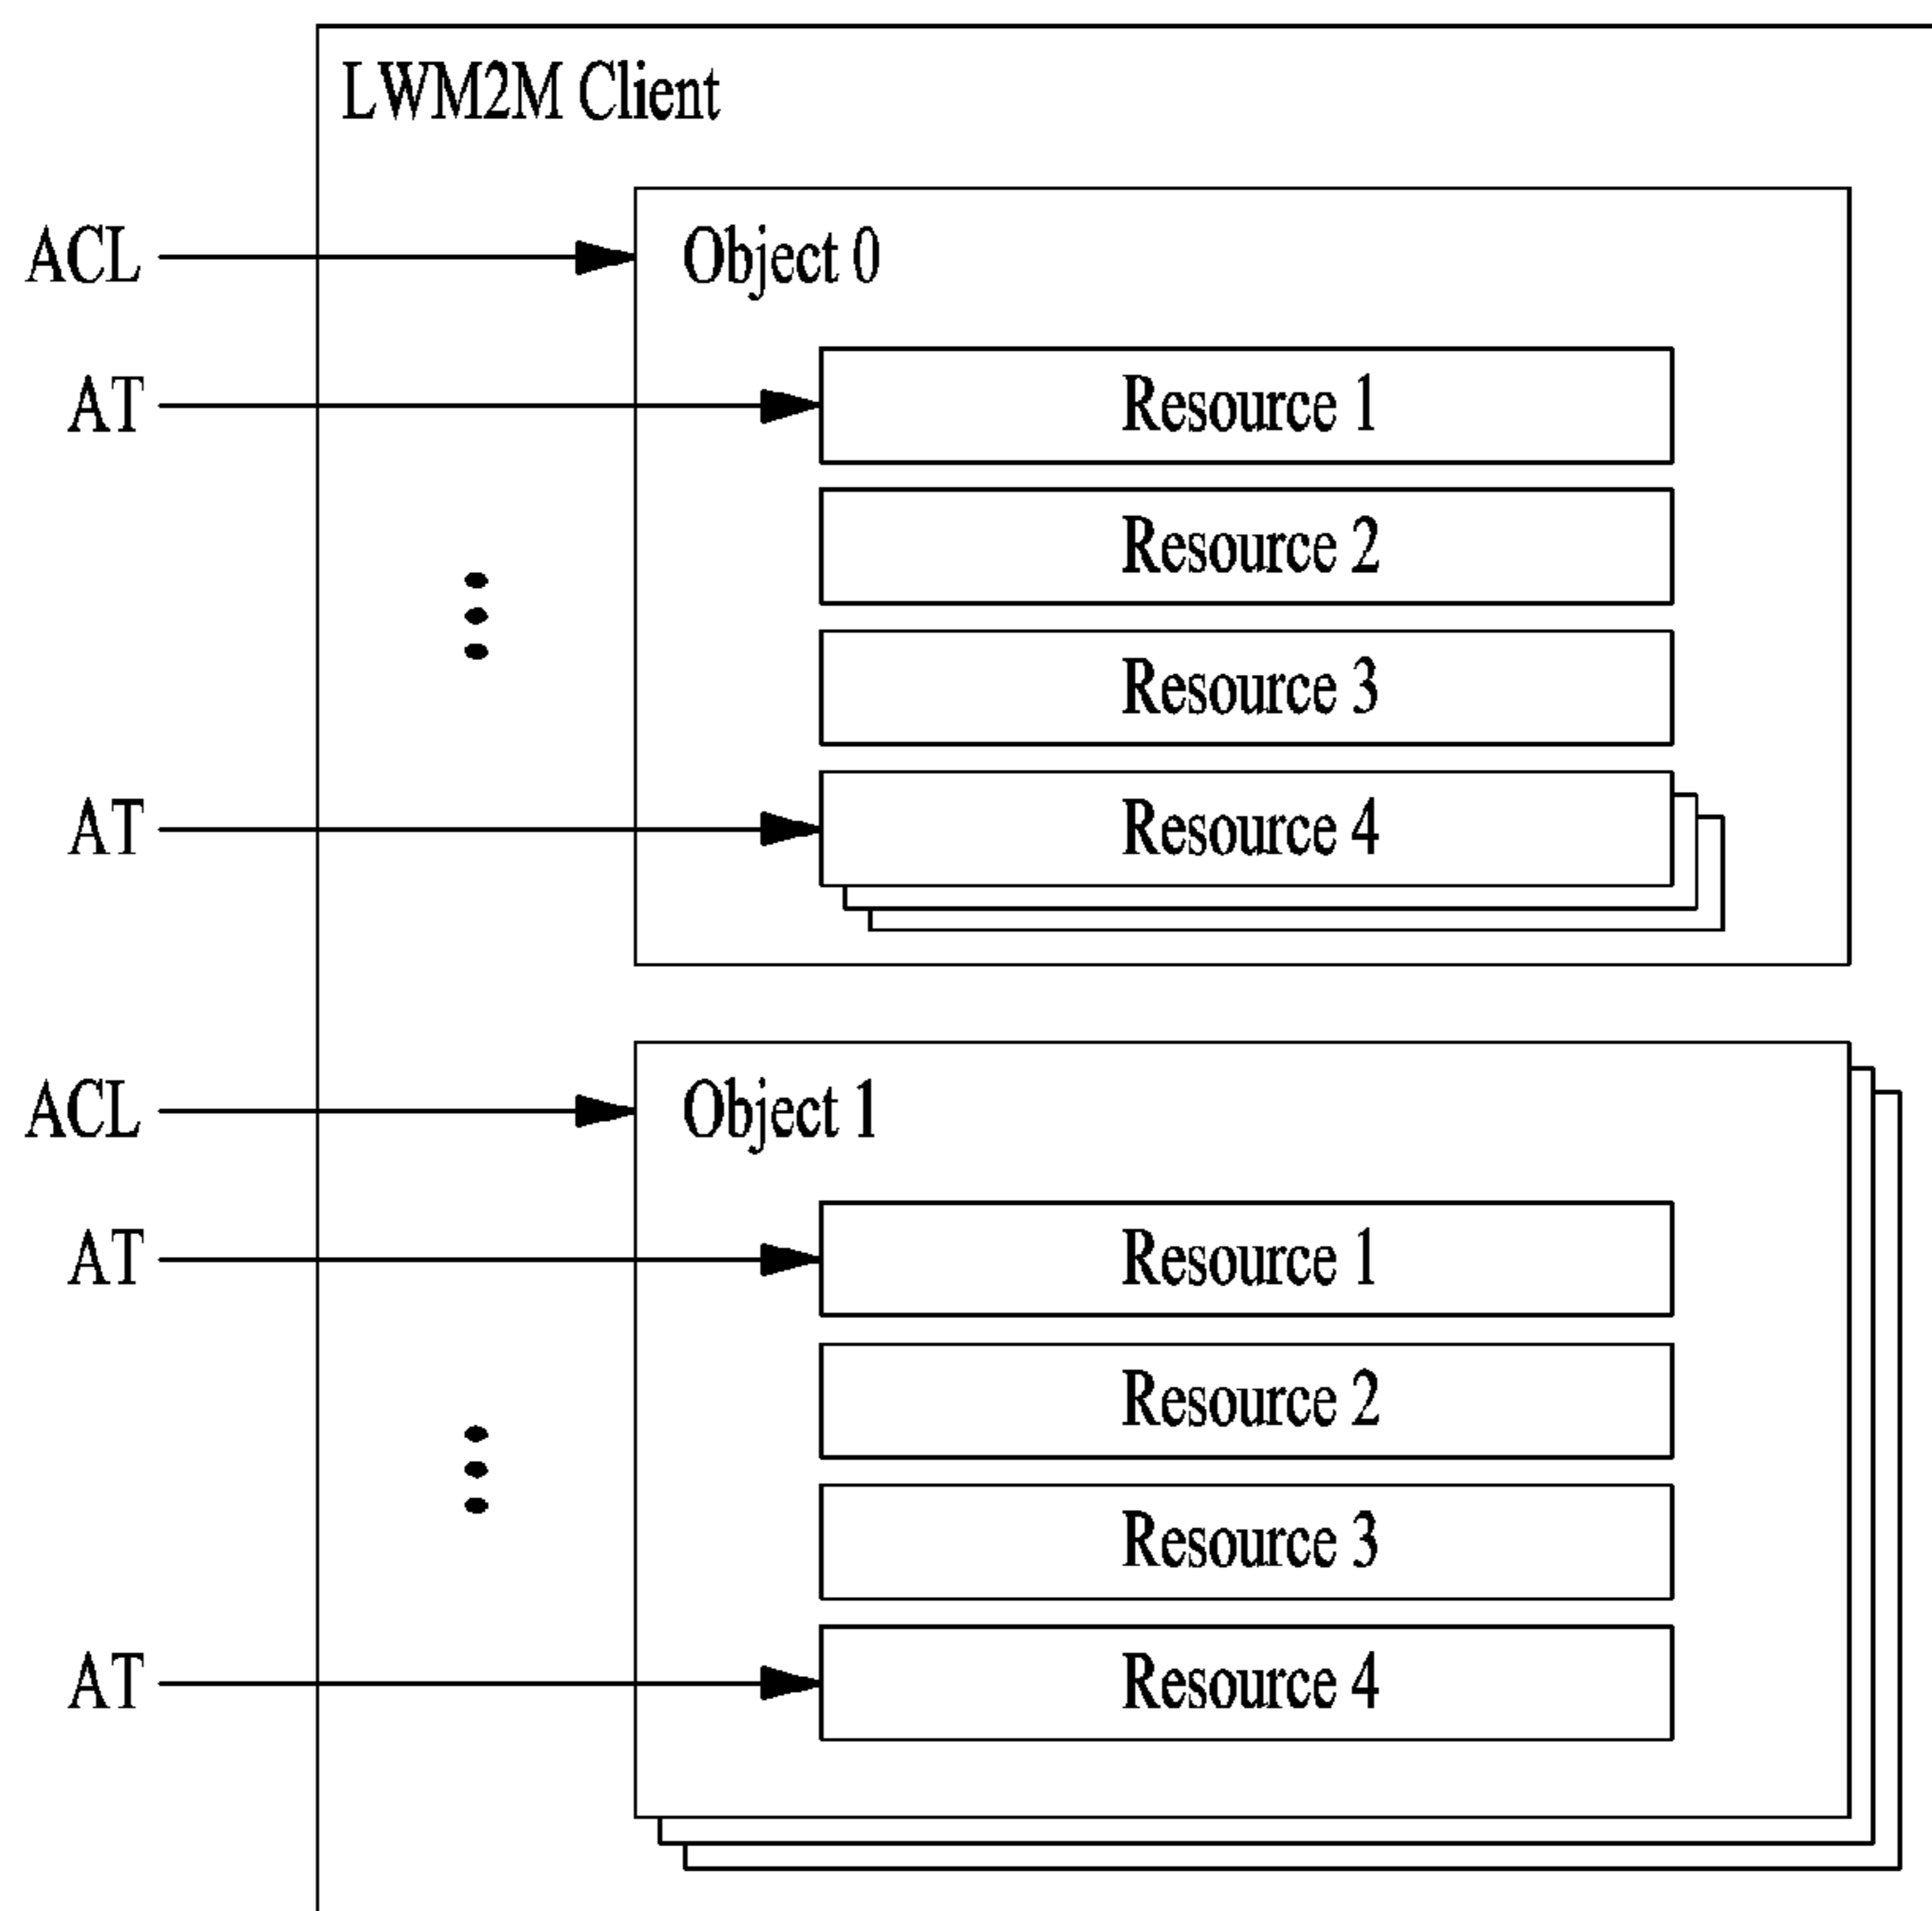 LWM2M Client
ACL
Object 0
AT
Resource 1
Resource 2
Resource 3
AT
Resource 4
ACL
Object 1
AT
Resource 1
Resource 2
Resource 3
AT
Resource 4